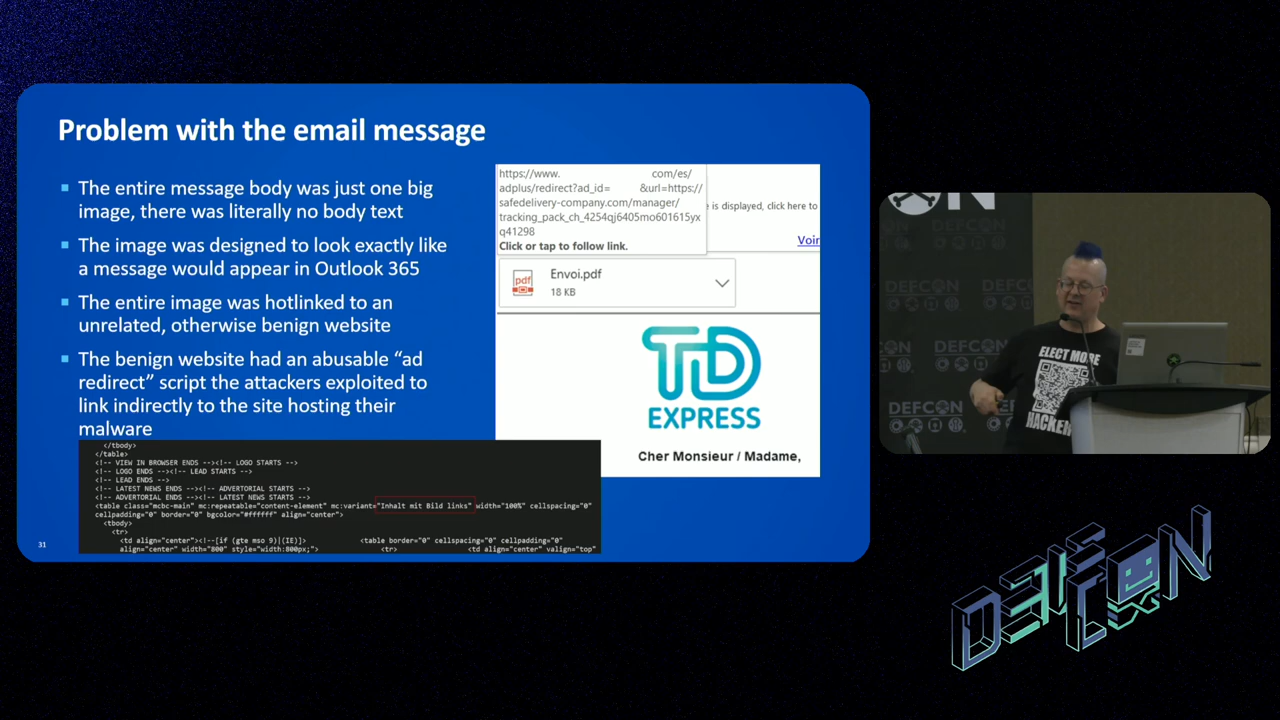 Problem with the email message
The entire message body was just one big
image, there was literally no body text
The image was designed to look exactly like
a message would appear in Outlook 365
The entire image was hotlinked to an
unrelated, otherwise benign website
The benign website had an abusable “ad
redirect” script the attackers exploited to
link indirectly to the site hosting their
malware
https://www. com/es/
adplus/redirect?ad_id= &url=https://
safedelivery-company.com/manager/
tracking_pack_ch_4254qj6405mo601615yx
q41298
Click or tap to follow link.
e is displayed, click here to
Voir
pdf
Envoi.pdf
18 KB
TD
EXPRESS
Cher Monsieur / Madame,
</tbody>
</table>
<!-- VIEW IN BROWSER ENDS --><!-- LOGO STARTS -->
<!-- LOGO ENDS --><!-- LEAD STARTS -->
<!-- LEAD ENDS -->
<!-- LATEST NEWS ENDS --><!-- ADVERTORIAL STARTS -->
<!-- ADVERTORIAL ENDS --><!-- LATEST NEWS STARTS -->
<table class="mcbc-main" mc:repeatable="content-element" mc:variant="Inhalt mit Bild links" width="100%" cellspacing="0"
cellpadding="0" border="0" bgcolor="#ffffff" align="center">
<tbody>
<tr>
<td align="center"><!--[if (gte mso 9)|(IE)]> <table border="0" cellspacing="0" cellpadding="0"
align="center" width="800" style="width:800px;"> <tr> <td align="center" valign="top"
31
ON
DEFCON
DEFCON
DEFCON
DEFCON
ELECT MORE
HACKER
DEFCON